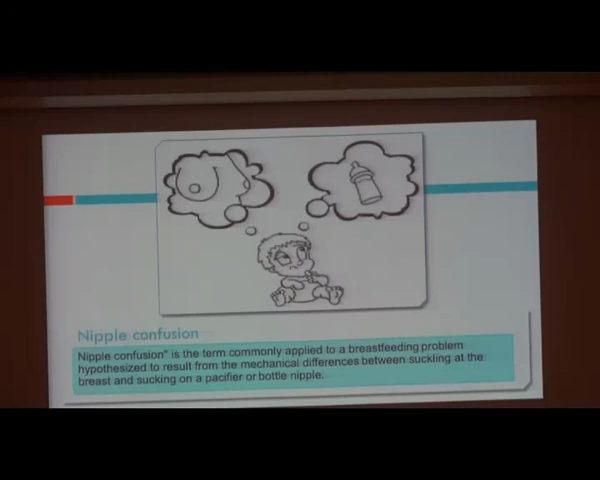 Nipple confusion
Nipple confusion" is the term commonly applied to a breastfeeding problem
hypothesized to result from the mechanical differences between suckling at the
breast and sucking on a pacifier or bottle nipple.